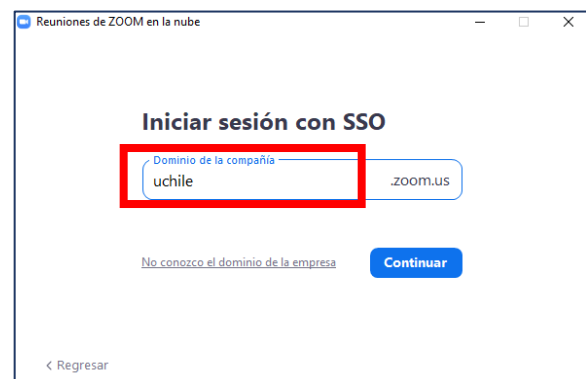 Reuniones de ZOOM en la nube
Iniciar sesión con SSO
Dominio de la compañía
uchile .zoom.us
No conozco el dominio de la empresa Continuar
< Regresar